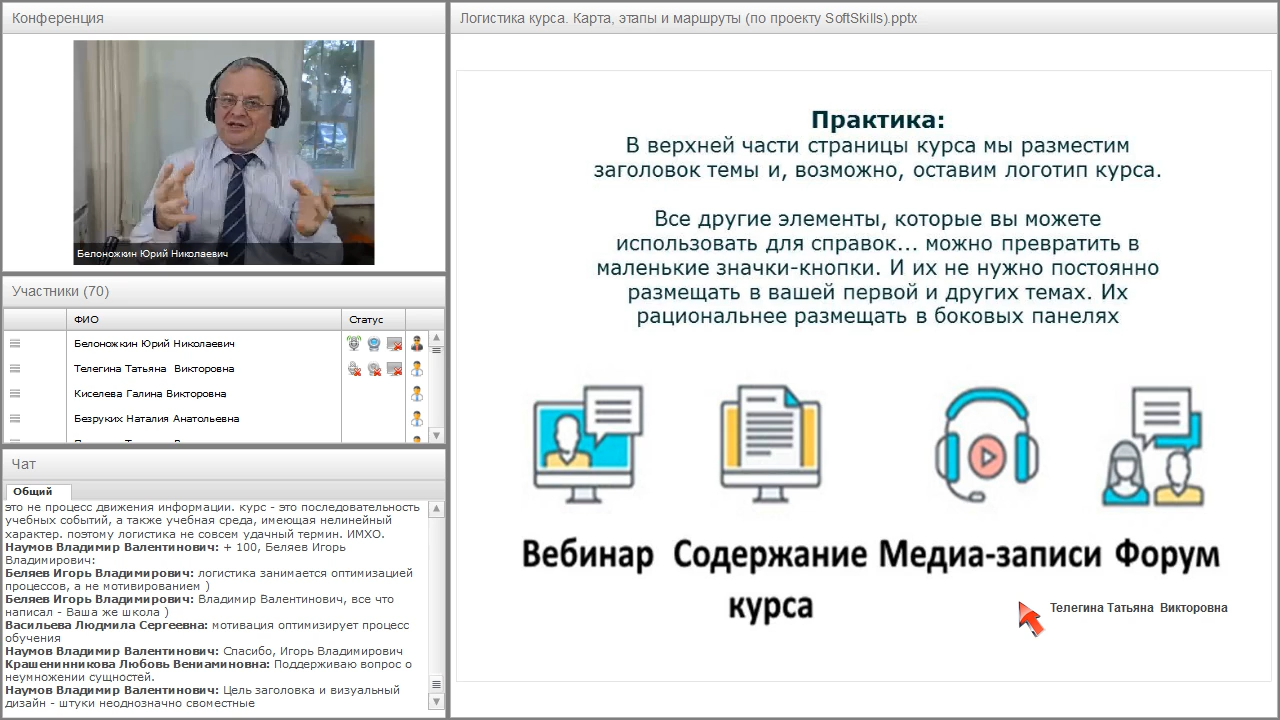 Конференция
Белоножкин Юрий Николаевич
Участники (70)
ФИО
Статус
Белоножкин Юрий Николаевич
Телегина Татьяна Викторовна
Киселева Галина Викторовна
Безруких Наталия Анатольевна
Чат
Общий
это не процесс движения информации. курс - это последовательность
учебных событий, а также учебная среда, имеющая нелинейный
характер. поэтому логистика не совсем удачный термин. ИМХО.
Наумов Владимир Валентинович: + 100, Беляев Игорь
Владимирович:
Беляев Игорь Владимирович: логистика занимается оптимизацией
процессов, а не мотивированием )
Беляев Игорь Владимирович: Владимир Валентинович, все что
написал - Ваша же школа )
Васильева Людмила Сергеевна: мотивация оптимизирует процесс
обучения
Наумов Владимир Валентинович: Спасибо, Игорь Владимирович
Крашенинникова Любовь Вениаминовна: Поддерживаю вопрос о
неумножении сущностей.
Наумов Владимир Валентинович: Цель заголовка и визуальный
дизайн - штуки неоднозначно своместные
Логистика курса. Карта, этапы и маршруты (по проекту SoftSkills).pptx
Практика:
В верхней части страницы курса мы разместим
заголовок темы и, возможно, оставим логотип курса.
Все другие элементы, которые вы можете
использовать для справок... можно превратить в
маленькие значки-кнопки. И их не нужно постоянно
размещать в вашей первой и других темах. Их
рациональнее размещать в боковых панелях
Вебинар
Содержание
курса
Медиа-записи
Форум
Телегина Татьяна Викторовна